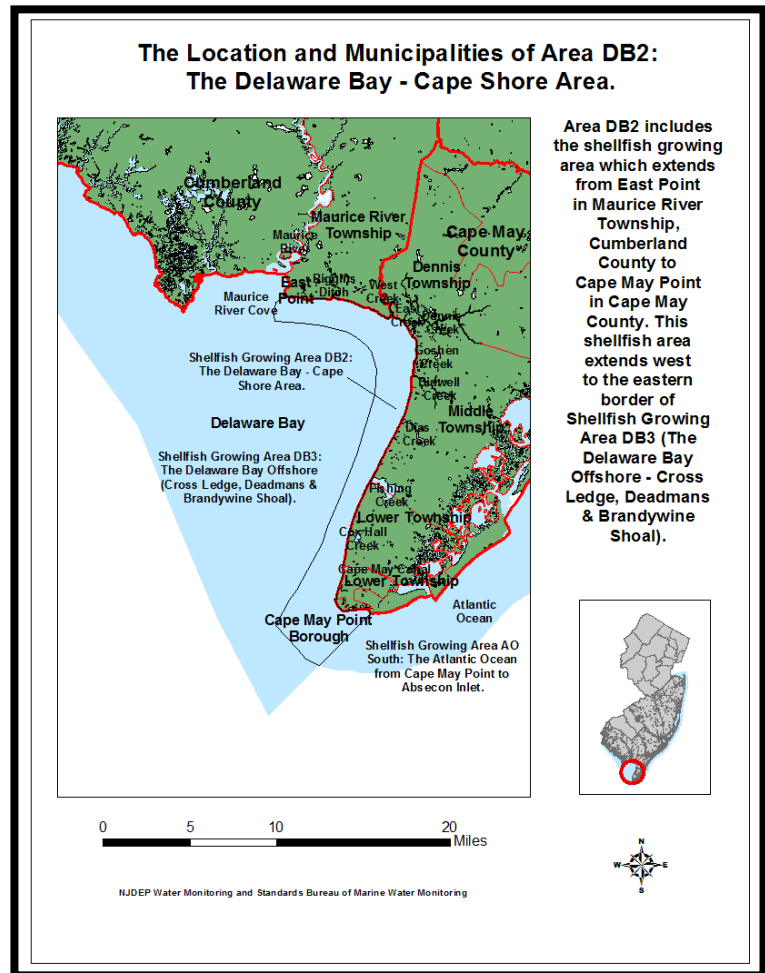 The Location and Municipalities of Area DB2:
The Delaware Bay - Cape Shore Area.
Area DB2 includes
the shellfish growing
area which extends
from East Point
in Maurice River
Township,
Cumberland
County to
Cape May Point
in Cape May
County. This
shellfish area
extends west
to the eastern
border of
Shellfish Growing
Area DB3 (The
Delaware Bay
Offshore - Cross
Ledge, Deadmans
& Brandywine
Shoal).
Cumberland
County
Maurice River
Township
Cape May
County
Maurice
River
Dennis
Township
East
Point
Riggins
Ditch
West
Creek
East
Creek
Dennis
Creek
Maurice
River Cove
Goshen
Creek
Shellfish Growing Area DB2:
The Delaware Bay - Cape
Shore Area.
Bidwell
Creek
Middle
Township
Delaware Bay
Dias
Creek
Shellfish Growing Area DB3:
The Delaware Bay Offshore
(Cross Ledge, Deadmans &
Brandywine Shoal).
Fishing
Creek
Lower Township
Cox Hall
Creek
Cape May Canal
Lower Township
Atlantic
Ocean
Cape May Point
Borough
Shellfish Growing Area AO
South: The Atlantic Ocean
from Cape May Point to
Absecon Inlet.
0 5 10 20
Miles
N
W E
S
NJDEP Water Monitoring and Standards Bureau of Marine Water Monitoring